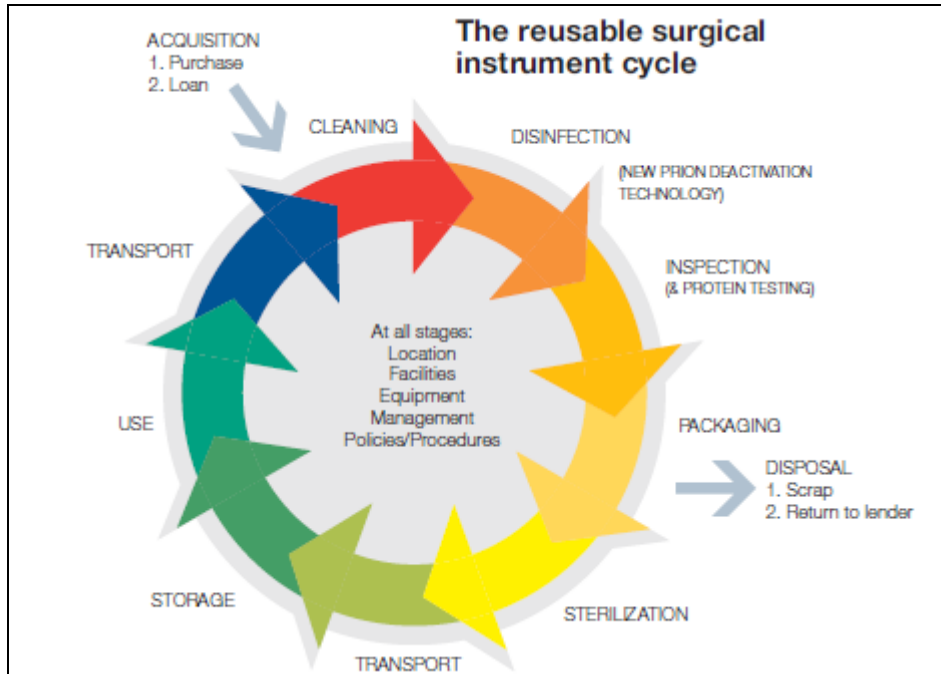 The reusable surgical
instrument cycle
ACQUISITION
1. Purchase
2. Loan
CLEANING
DISINFECTION
(NEW PRION DEACTIVATION
TECHNOLOGY)
INSPECTION
(& PROTEIN TESTING)
PACKAGING
DISPOSAL
1. Scrap
2. Return to lender
STERILIZATION
TRANSPORT
STORAGE
USE
TRANSPORT
At all stages:
Location
Facilities
Equipment
Management
Policies/Procedures